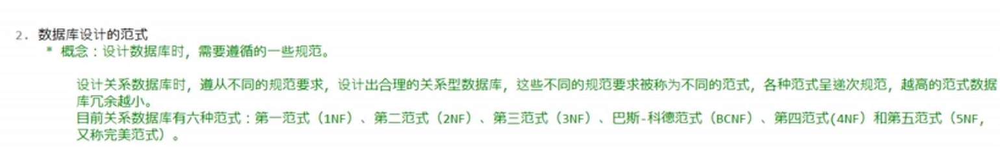 2. 数据库设计的范式
* 概念：设计数据库时，需要遵循的一些规范。
设计关系数据库时，遵从不同的规范要求，设计出合理的关系型数据库，这些不同的规范要求被称为不同的范式，各种范式呈递次规范，越高的范式数据
库冗余越小。
目前关系数据库有六种范式：第一范式（1NF）、第二范式（2NF）、第三范式（3NF）、巴斯-科德范式（BCNF）、第四范式(4NF）和第五范式（5NF，
又称完美范式）。